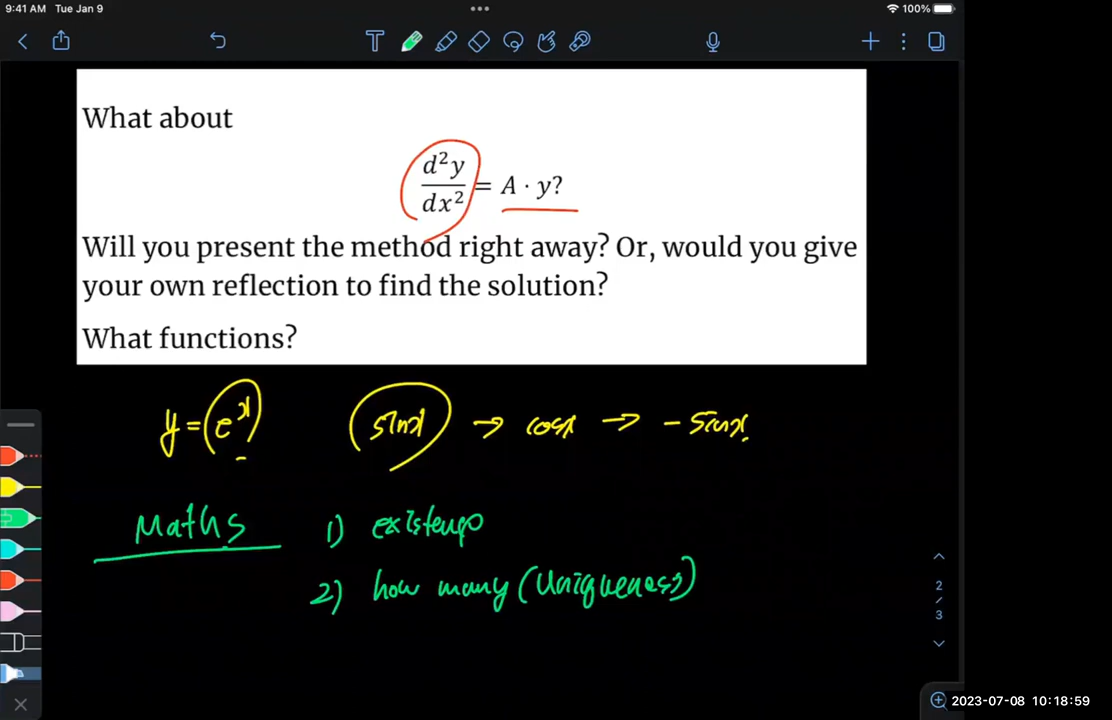 9:41 AM Tue Jan 9
100%
What about
d²y/dx² = A · y?
Will you present the method right away? Or, would you give
your own reflection to find the solution?
What functions?
y = eˣ sinx → cosx → - sinx
Maths 1) existence
2) how many (Uniqueness)
2
/
3
2023-07-08 10:18:59